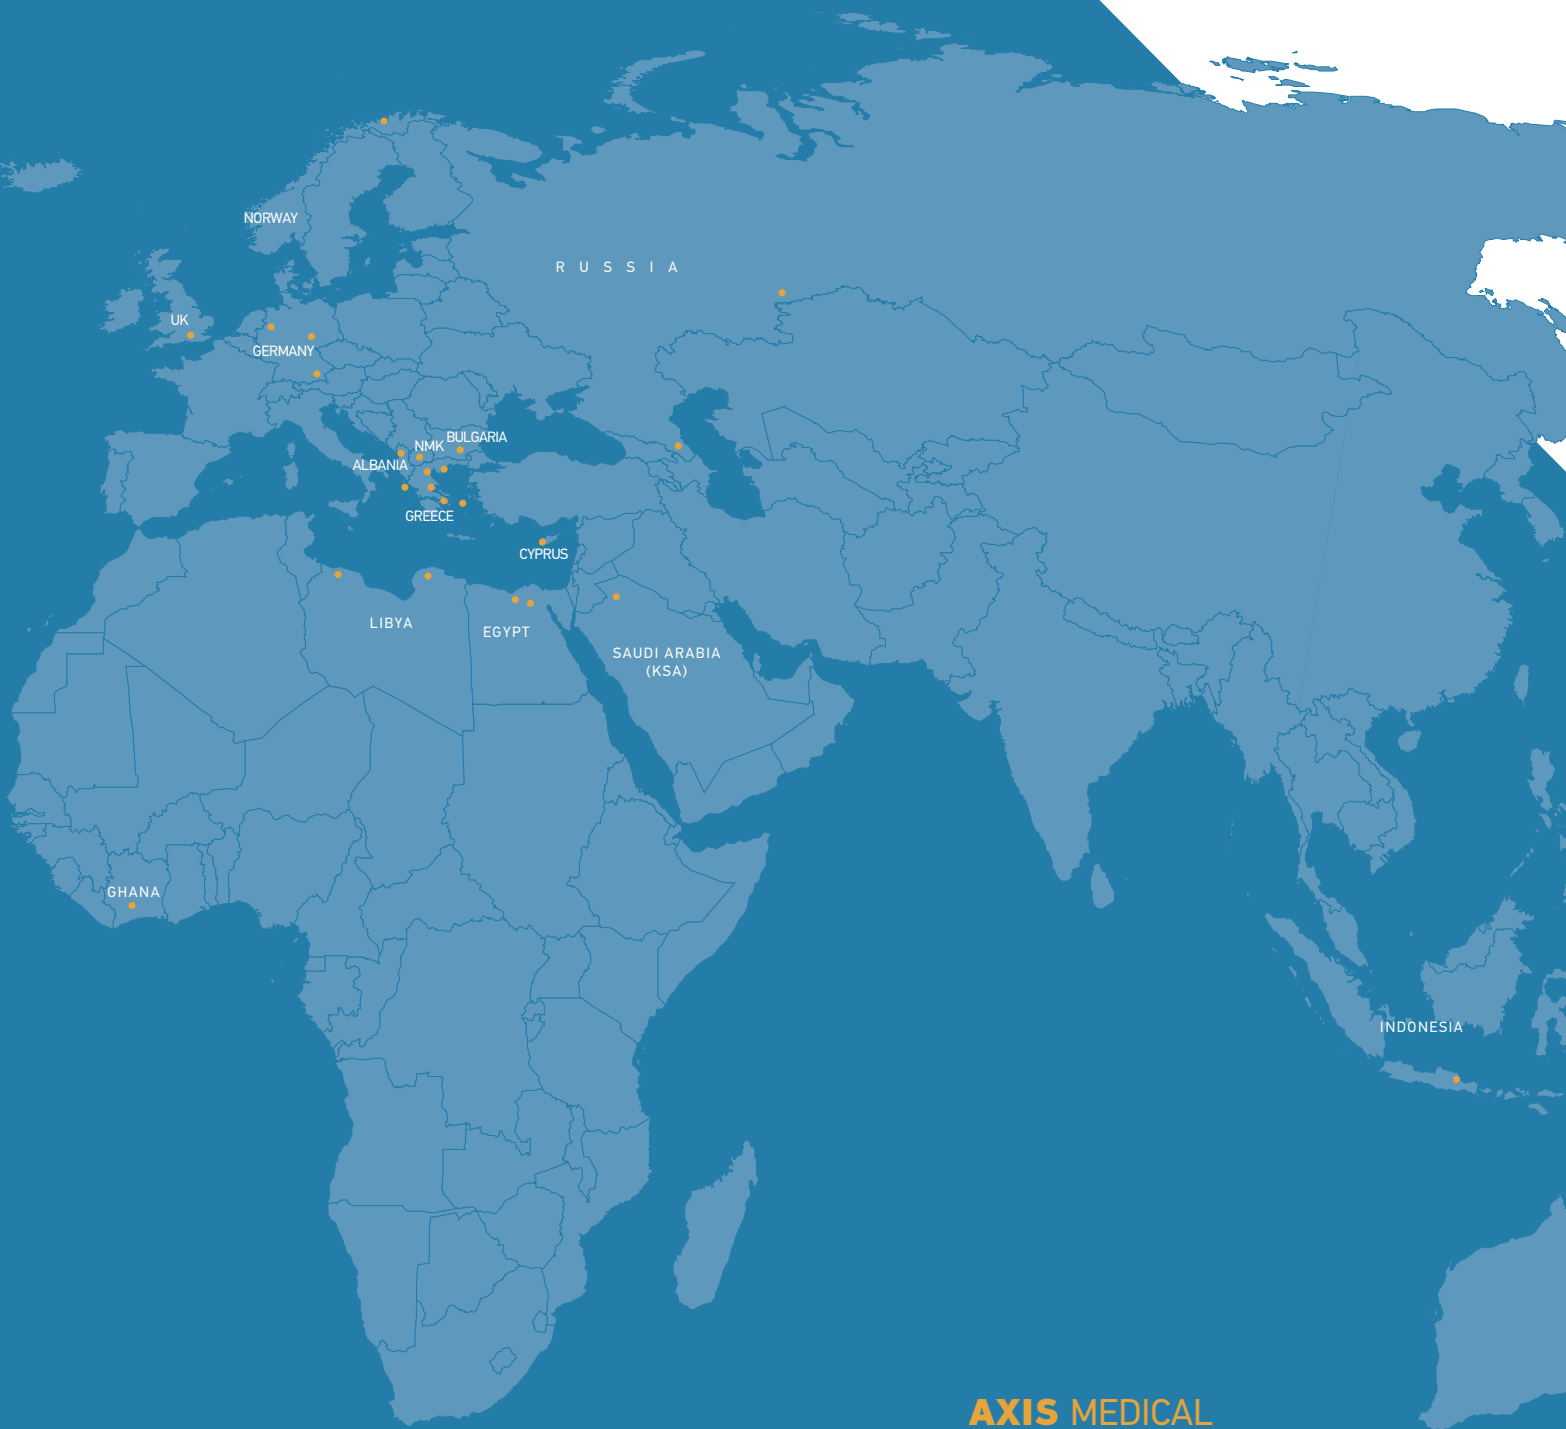 NORWAY
R U S S I A
UK
GERMANY
BULGARIA
NMK
ALBANIA
GREECE
CYPRUS
LIBYA
EGYPT
SAUDI ARABIA
(KSA)
GHANA
INDONESIA
AXIS MEDICAL